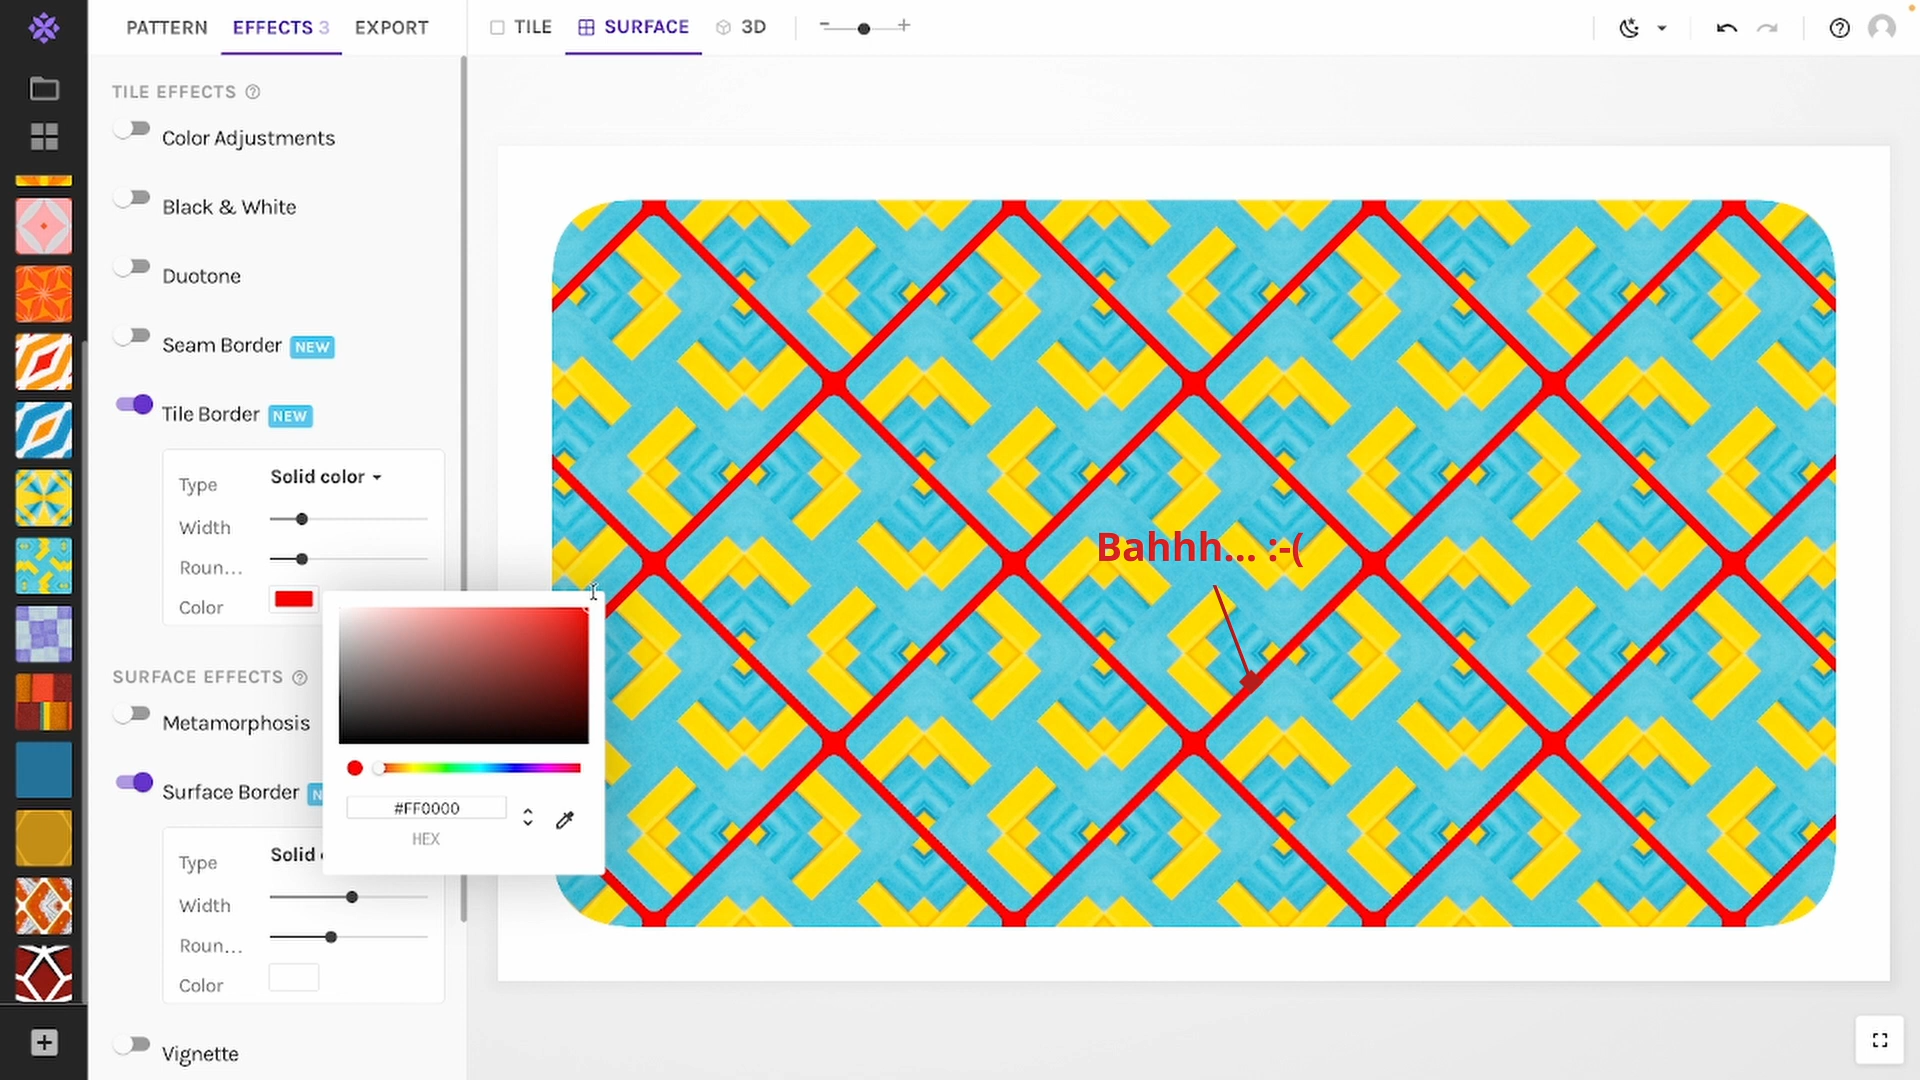 PATTERN EFFECTS 3 EXPORT
TILE SURFACE 3D
TILE EFFECTS
Color Adjustments
Black & White
Duotone
Seam Border NEW
Tile Border NEW
Type Solid color
Width
Roun...
Color
SURFACE EFFECTS
Metamorphosis
Surface Border
Type Solid
Width
Roun...
Color
Vignette
#FF0000
HEX
Bahhh... :-(